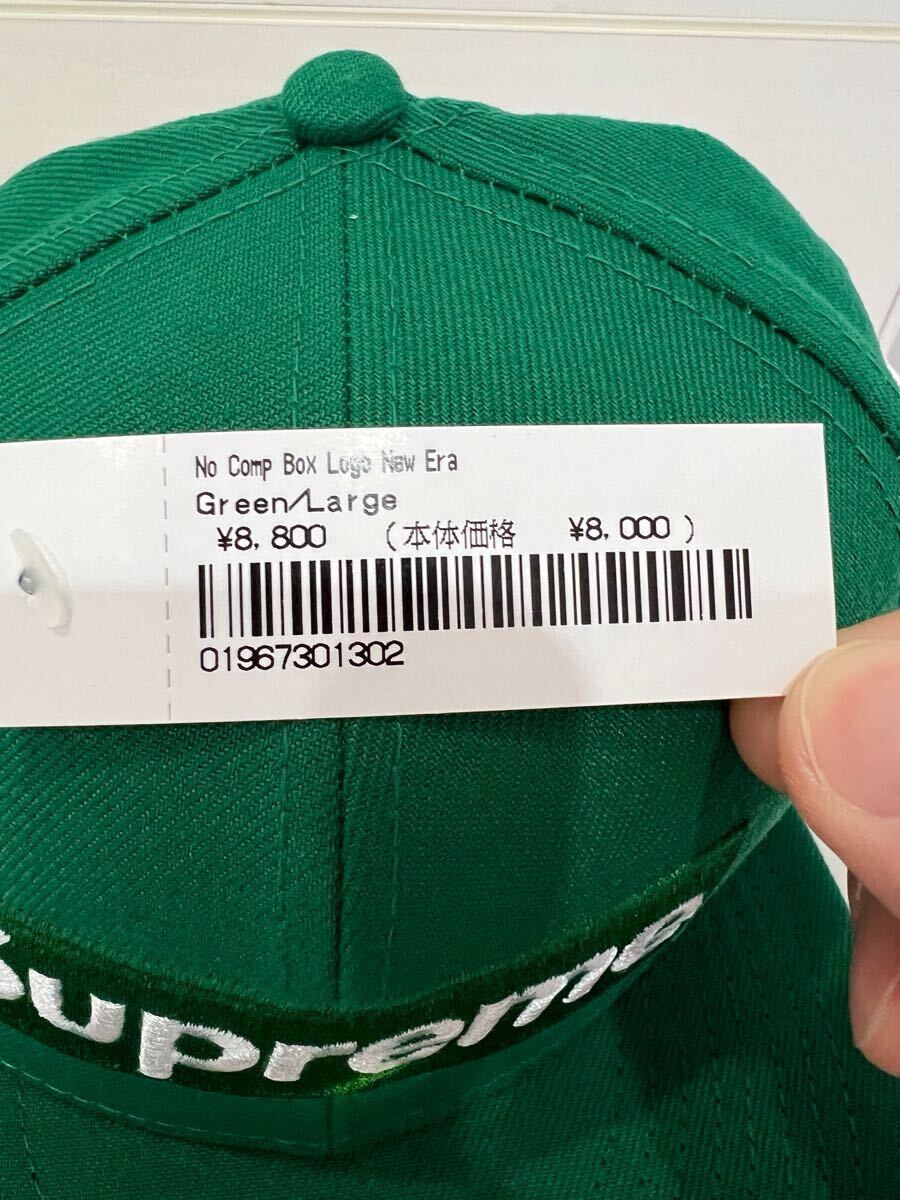 No Comp Box Logo New Era
Green/Large
¥8,800 (本体価格 ¥8,000)
01967301302
Supreme